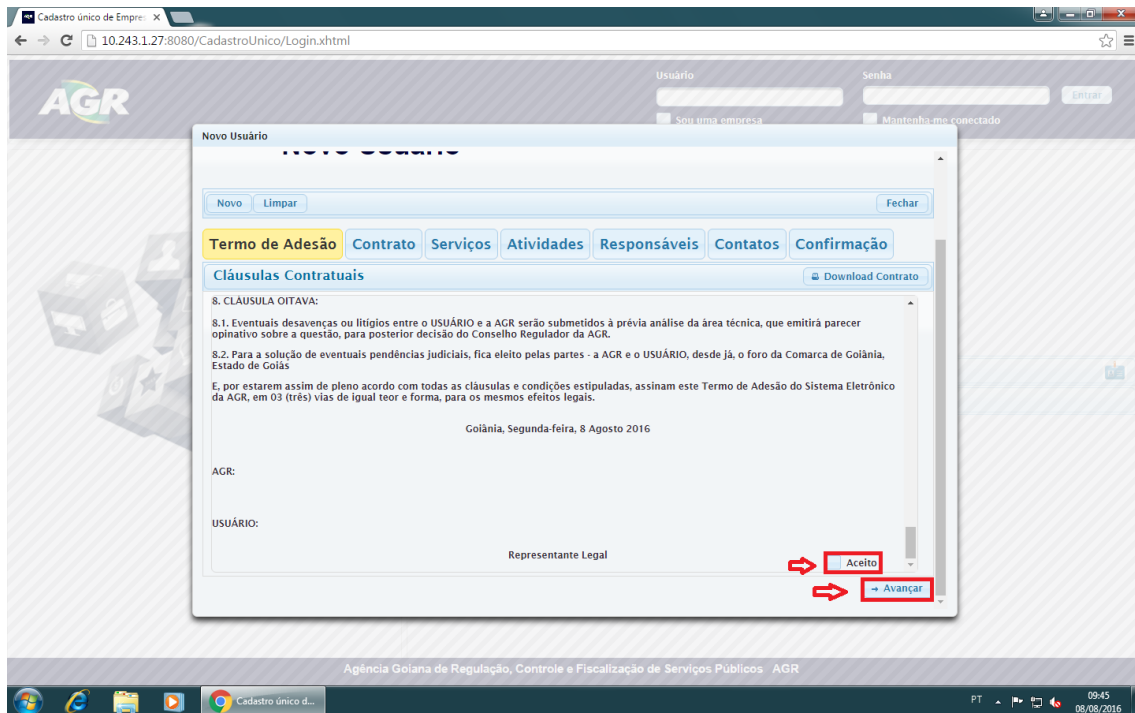 Cadastro único de Empres
10.243.1.27:8080/CadastroUnico/Login.xhtml
AGR
Usuário
Senha
Entrar
Sou uma empresa
Mantenha-me conectado
Novo Usuário
Novo Usuário
Novo
Limpar
Fechar
Termo de Adesão
Contrato
Serviços
Atividades
Responsáveis
Contatos
Confirmação
Cláusulas Contratuais
Download Contrato
8. CLÁUSULA OITAVA:
8.1. Eventuais desavenças ou litígios entre o USUÁRIO e a AGR serão submetidos à prévia análise da área técnica, que emitirá parecer
opinativo sobre a questão, para posterior decisão do Conselho Regulador da AGR.
8.2. Para a solução de eventuais pendências judiciais, fica eleito pelas partes - a AGR e o USUÁRIO, desde já, o foro da Comarca de Goiânia,
Estado de Goiás
E, por estarem assim de pleno acordo com todas as cláusulas e condições estipuladas, assinam este Termo de Adesão do Sistema Eletrônico
da AGR, em 03 (três) vias de igual teor e forma, para os mesmos efeitos legais.
Goiânia, Segunda-feira, 8 Agosto 2016
AGR:
USUÁRIO:
Representante Legal
Aceito
Avançar
Agência Goiana de Regulação, Controle e Fiscalização de Serviços Públicos AGR
Cadastro único d...
PT
09:45
08/08/2016